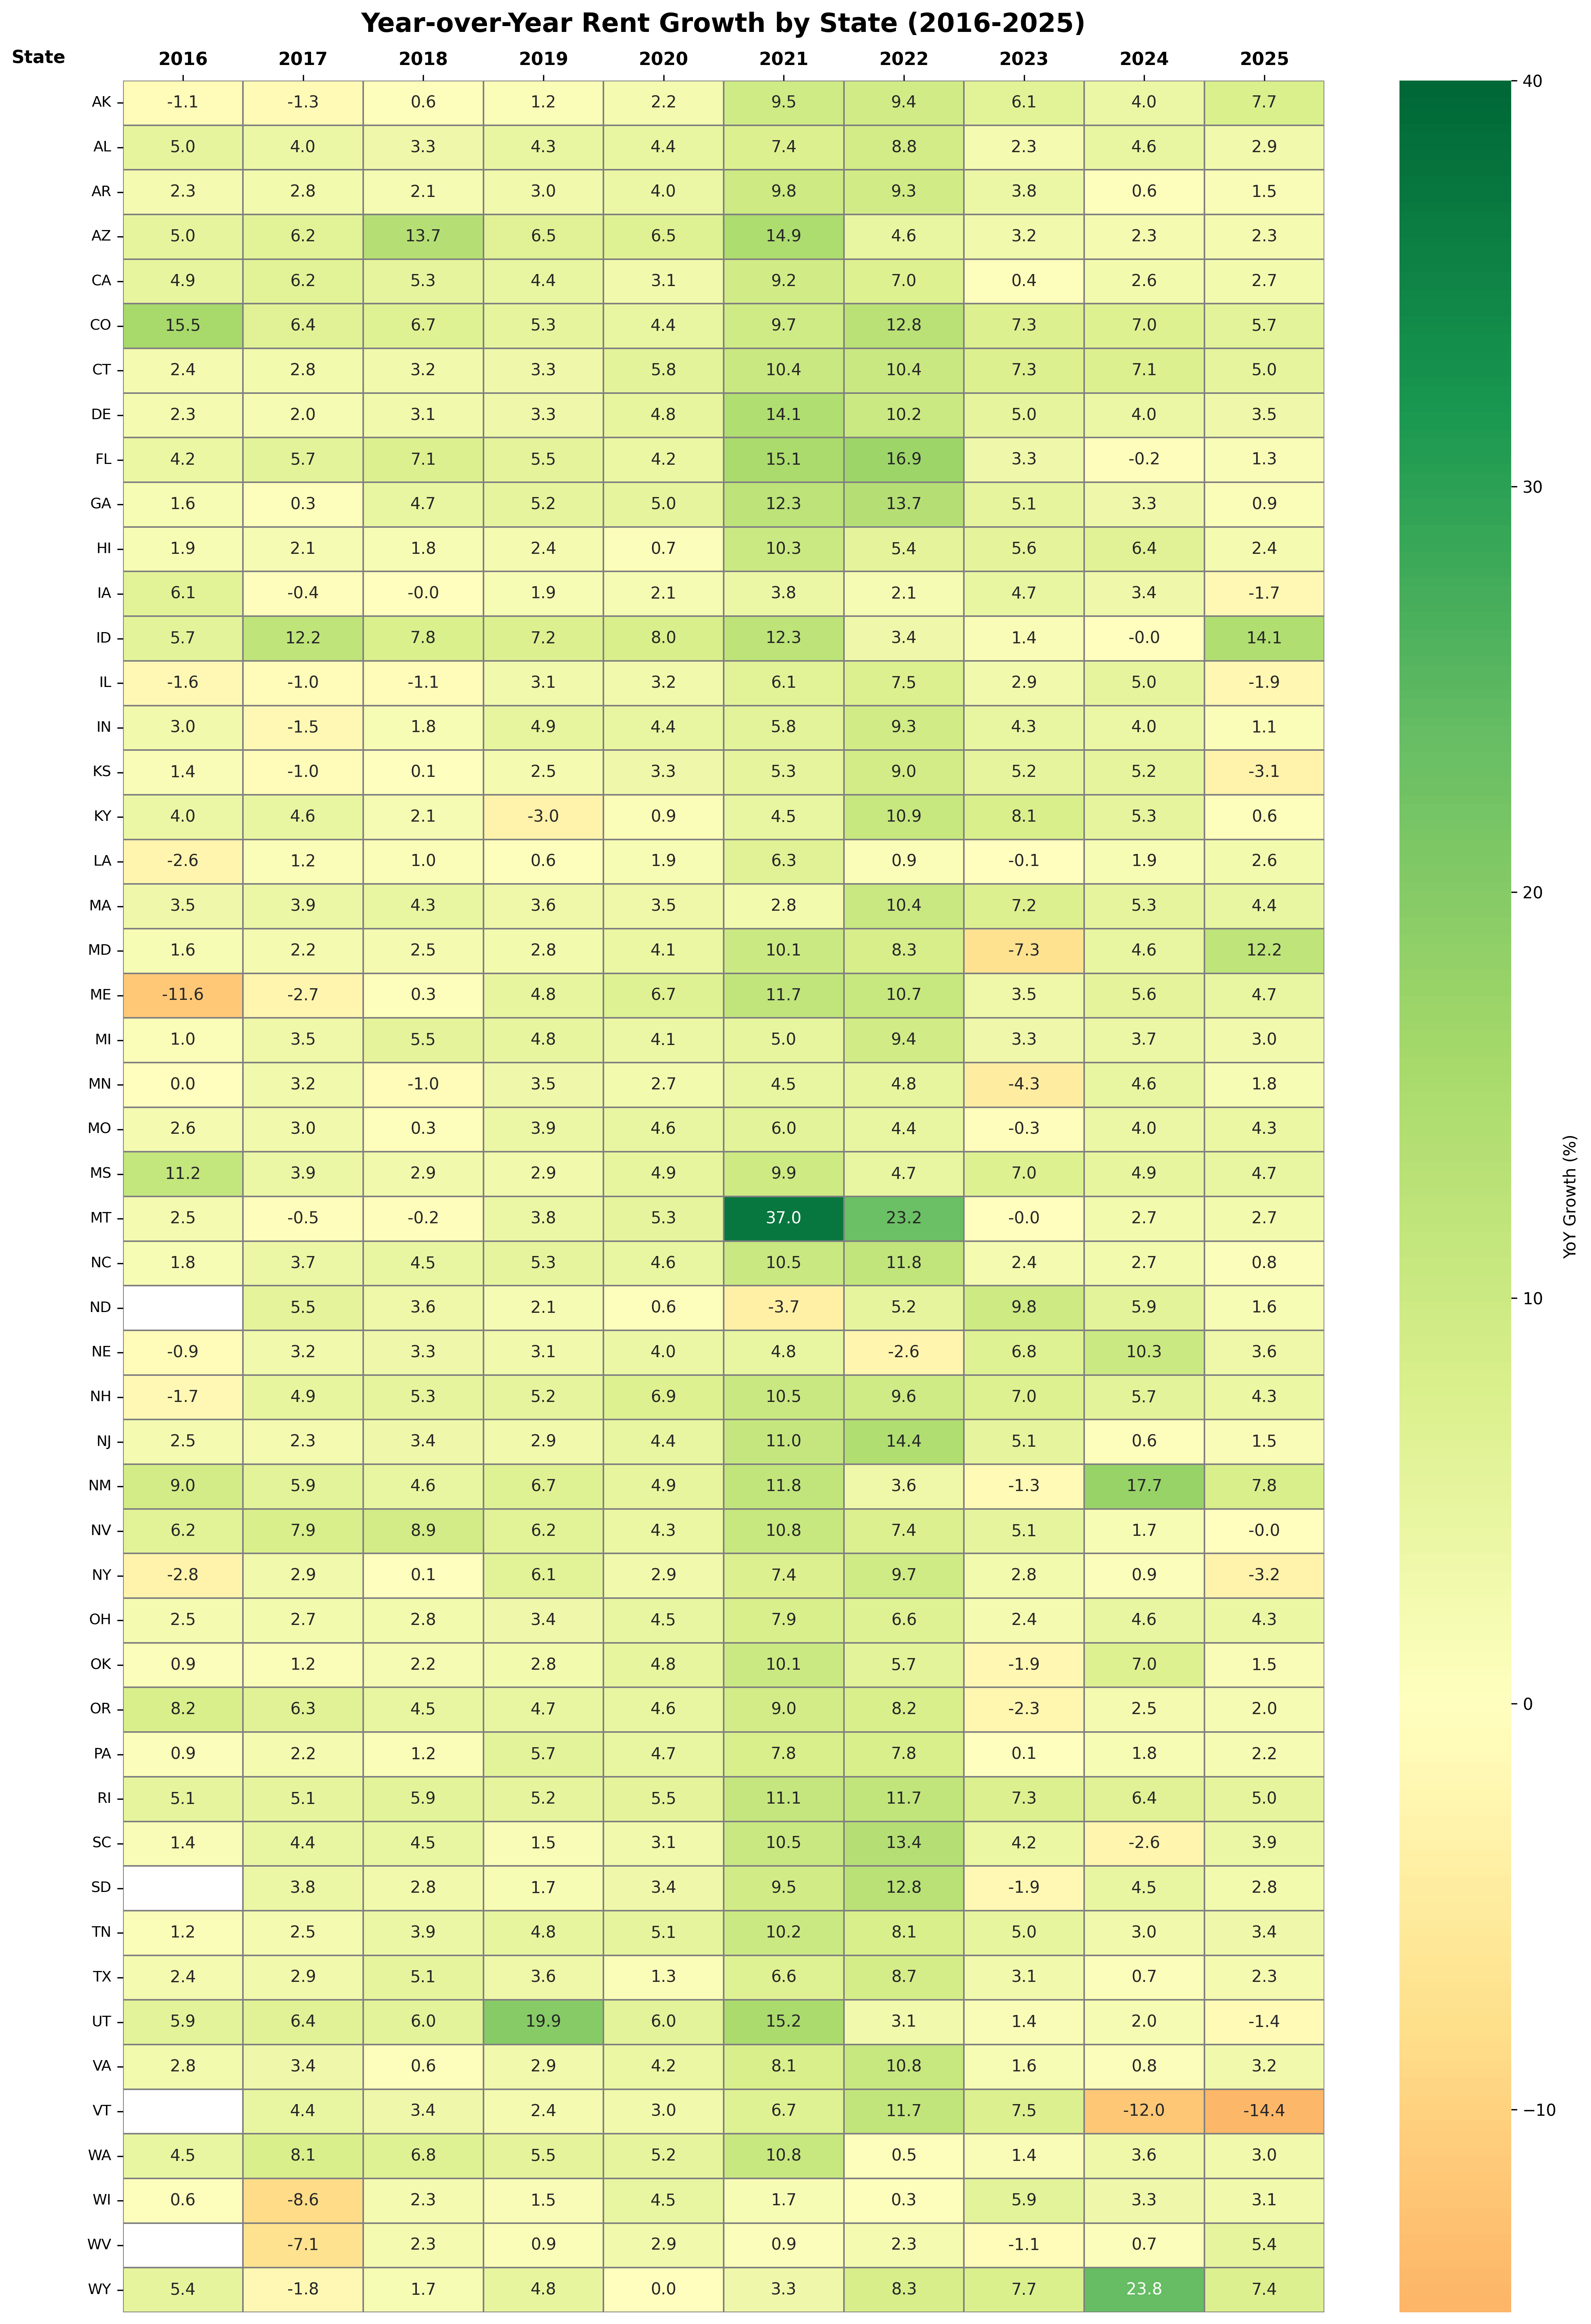 Year-over-Year Rent Growth by State (2016-2025)
State 2016 2017 2018 2019 2020 2021 2022 2023 2024 2025
AK -1.1 -1.3 0.6 1.2 2.2 9.5 9.4 6.1 4.0 7.7
AL 5.0 4.0 3.3 4.3 4.4 7.4 8.8 2.3 4.6 2.9
AR 2.3 2.8 2.1 3.0 4.0 9.8 9.3 3.8 0.6 1.5
AZ 5.0 6.2 13.7 6.5 6.5 14.9 4.6 3.2 2.3 2.3
CA 4.9 6.2 5.3 4.4 3.1 9.2 7.0 0.4 2.6 2.7
CO 15.5 6.4 6.7 5.3 4.4 9.7 12.8 7.3 7.0 5.7
CT 2.4 2.8 3.2 3.3 5.8 10.4 10.4 7.3 7.1 5.0
DE 2.3 2.0 3.1 3.3 4.8 14.1 10.2 5.0 4.0 3.5
FL 4.2 5.7 7.1 5.5 4.2 15.1 16.9 3.3 -0.2 1.3
GA 1.6 0.3 4.7 5.2 5.0 12.3 13.7 5.1 3.3 0.9
HI 1.9 2.1 1.8 2.4 0.7 10.3 5.4 5.6 6.4 2.4
IA 6.1 -0.4 -0.0 1.9 2.1 3.8 2.1 4.7 3.4 -1.7
ID 5.7 12.2 7.8 7.2 8.0 12.3 3.4 1.4 -0.0 14.1
IL -1.6 -1.0 -1.1 3.1 3.2 6.1 7.5 2.9 5.0 -1.9
IN 3.0 -1.5 1.8 4.9 4.4 5.8 9.3 4.3 4.0 1.1
KS 1.4 -1.0 0.1 2.5 3.3 5.3 9.0 5.2 5.2 -3.1
KY 4.0 4.6 2.1 -3.0 0.9 4.5 10.9 8.1 5.3 0.6
LA -2.6 1.2 1.0 0.6 1.9 6.3 0.9 -0.1 1.9 2.6
MA 3.5 3.9 4.3 3.6 3.5 2.8 10.4 7.2 5.3 4.4
MD 1.6 2.2 2.5 2.8 4.1 10.1 8.3 -7.3 4.6 12.2
ME -11.6 -2.7 0.3 4.8 6.7 11.7 10.7 3.5 5.6 4.7
MI 1.0 3.5 5.5 4.8 4.1 5.0 9.4 3.3 3.7 3.0
MN 0.0 3.2 -1.0 3.5 2.7 4.5 4.8 -4.3 4.6 1.8
MO 2.6 3.0 0.3 3.9 4.6 6.0 4.4 -0.3 4.0 4.3
MS 11.2 3.9 2.9 2.9 4.9 9.9 4.7 7.0 4.9 4.7
MT 2.5 -0.5 -0.2 3.8 5.3 37.0 23.2 -0.0 2.7 2.7
NC 1.8 3.7 4.5 5.3 4.6 10.5 11.8 2.4 2.7 0.8
ND 5.5 3.6 2.1 0.6 -3.7 5.2 9.8 5.9 1.6
NE -0.9 3.2 3.3 3.1 4.0 4.8 -2.6 6.8 10.3 3.6
NH -1.7 4.9 5.3 5.2 6.9 10.5 9.6 7.0 5.7 4.3
NJ 2.5 2.3 3.4 2.9 4.4 11.0 14.4 5.1 0.6 1.5
NM 9.0 5.9 4.6 6.7 4.9 11.8 3.6 -1.3 17.7 7.8
NV 6.2 7.9 8.9 6.2 4.3 10.8 7.4 5.1 1.7 -0.0
NY -2.8 2.9 0.1 6.1 2.9 7.4 9.7 2.8 0.9 -3.2
OH 2.5 2.7 2.8 3.4 4.5 7.9 6.6 2.4 4.6 4.3
OK 0.9 1.2 2.2 2.8 4.8 10.1 5.7 -1.9 7.0 1.5
OR 8.2 6.3 4.5 4.7 4.6 9.0 8.2 -2.3 2.5 2.0
PA 0.9 2.2 1.2 5.7 4.7 7.8 7.8 0.1 1.8 2.2
RI 5.1 5.1 5.9 5.2 5.5 11.1 11.7 7.3 6.4 5.0
SC 1.4 4.4 4.5 1.5 3.1 10.5 13.4 4.2 -2.6 3.9
SD 3.8 2.8 1.7 3.4 9.5 12.8 -1.9 4.5 2.8
TN 1.2 2.5 3.9 4.8 5.1 10.2 8.1 5.0 3.0 3.4
TX 2.4 2.9 5.1 3.6 1.3 6.6 8.7 3.1 0.7 2.3
UT 5.9 6.4 6.0 19.9 6.0 15.2 3.1 1.4 2.0 -1.4
VA 2.8 3.4 0.6 2.9 4.2 8.1 10.8 1.6 0.8 3.2
VT 4.4 3.4 2.4 3.0 6.7 11.7 7.5 -12.0 -14.4
WA 4.5 8.1 6.8 5.5 5.2 10.8 0.5 1.4 3.6 3.0
WI 0.6 -8.6 2.3 1.5 4.5 1.7 0.3 5.9 3.3 3.1
WV -7.1 2.3 0.9 2.9 0.9 2.3 -1.1 0.7 5.4
WY 5.4 -1.8 1.7 4.8 0.0 3.3 8.3 7.7 23.8 7.4
40
30
20
10
0
−10
YoY Growth (%)